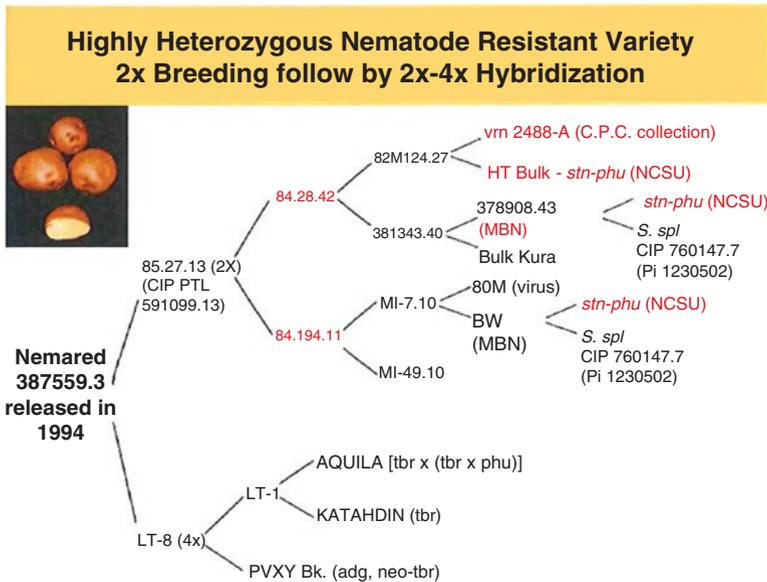 Highly Heterozygous Nematode Resistant Variety
2x Breeding follow by 2x-4x Hybridization
vrn 2488-A (C.P.C. collection)
82M124.27
HT Bulk - stn-phu (NCSU)
84.28.42
378908.43
(MBN)
stn-phu (NCSU)
381343.40
S. spl
CIP 760147.7
(Pi 1230502)
Bulk Kura
85.27.13 (2X)
(CIP PTL
591099.13)
80M (virus)
MI-7.10
stn-phu (NCSU)
BW
(MBN)
84.194.11
S. spl
CIP 760147.7
(Pi 1230502)
MI-49.10
Nemared
387559.3
released in
1994
AQUILA [tbr x (tbr x phu)]
LT-1
KATAHDIN (tbr)
LT-8 (4x)
PVXY Bk. (adg, neo-tbr)